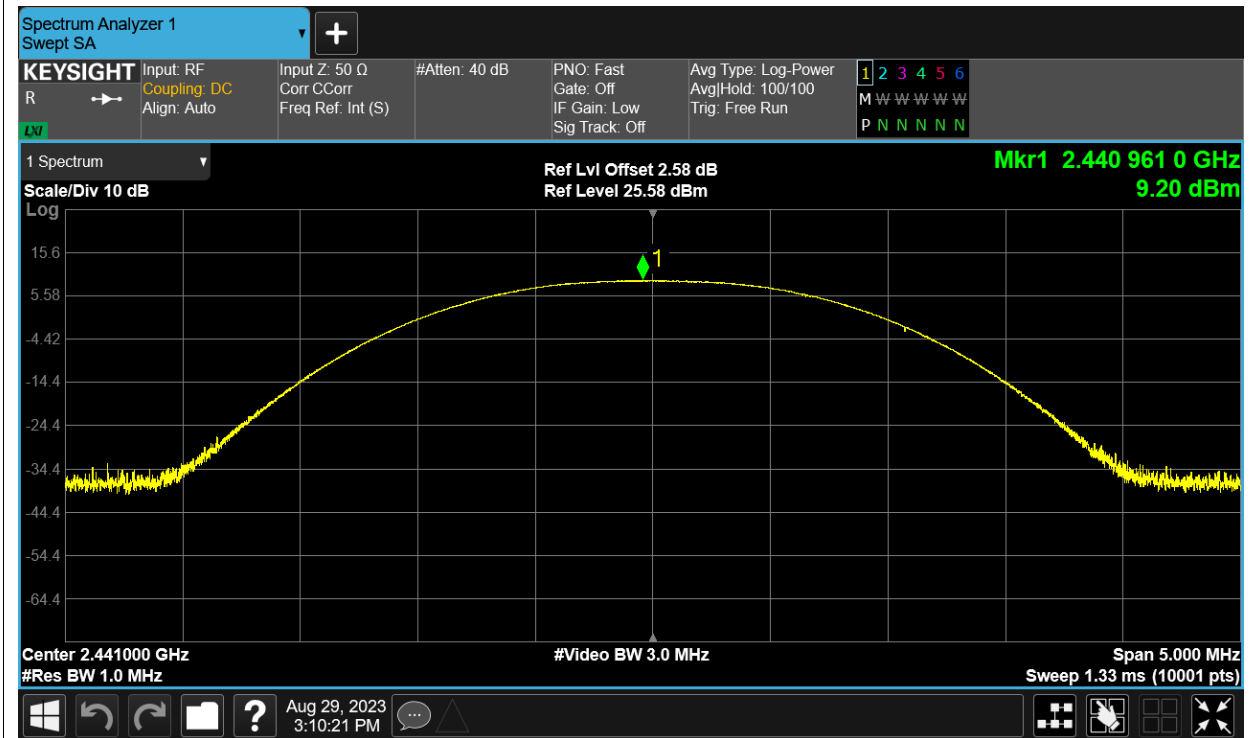 Spectrum Analyzer 1
Swept SA
+
KEYSIGHT
R
LXI
Input: RF
Coupling: DC
Align: Auto
Input Z: 50 Ω
Corr CCorr
Freq Ref: Int (S)
#Atten: 40 dB
PNO: Fast
Gate: Off
IF Gain: Low
Sig Track: Off
Avg Type: Log-Power
Avg|Hold: 100/100
Trig: Free Run
1 2 3 4 5 6
M W W W W W
P N N N N N
1 Spectrum
Scale/Div 10 dB
Ref Lvl Offset 2.58 dB
Ref Level 25.58 dBm
Mkr1 2.440 961 0 GHz
9.20 dBm
Log
1
15.6
5.58
-4.42
-14.4
-24.4
-34.4
-44.4
-54.4
-64.4
Center 2.441000 GHz
#Video BW 3.0 MHz
Span 5.000 MHz
#Res BW 1.0 MHz
Sweep 1.33 ms (10001 pts)
?
Aug 29, 2023
3:10:21 PM